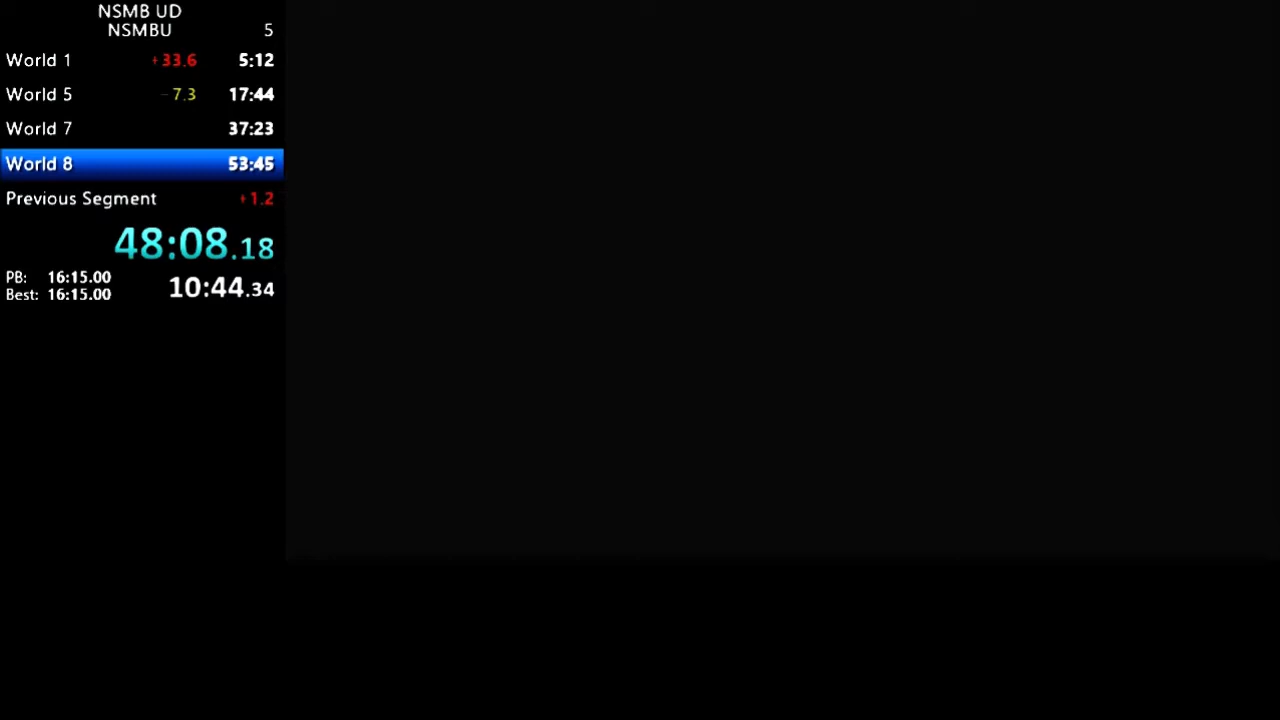 NSMB UD
NSMBU 5
World 1 +33.6 5:12
World 5 -7.3 17:44
World 7 37:23
World 8 53:45
Previous Segment +1.2
48:08.18
PB: 16:15.00
Best: 16:15.00
10:44.34